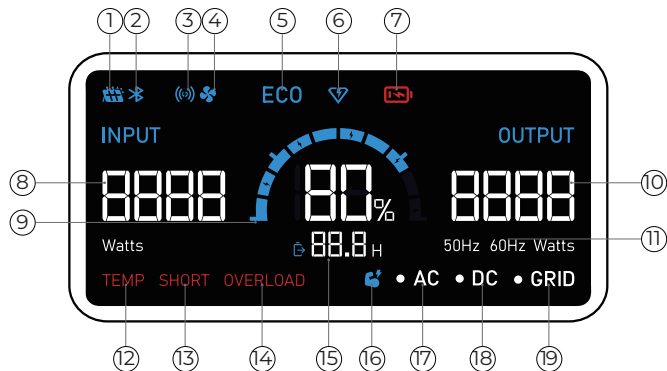 ① ② ③ ④ ⑤ ⑥ ⑦
ECO
INPUT OUTPUT
⑧ 8888 80% 8888 ⑩
⑨
Watts 88.8 H 50Hz 60Hz Watts ⑪
TEMP SHORT OVERLOAD • AC • DC • GRID
⑫ ⑬ ⑭ ⑮ ⑯ ⑰ ⑱ ⑲